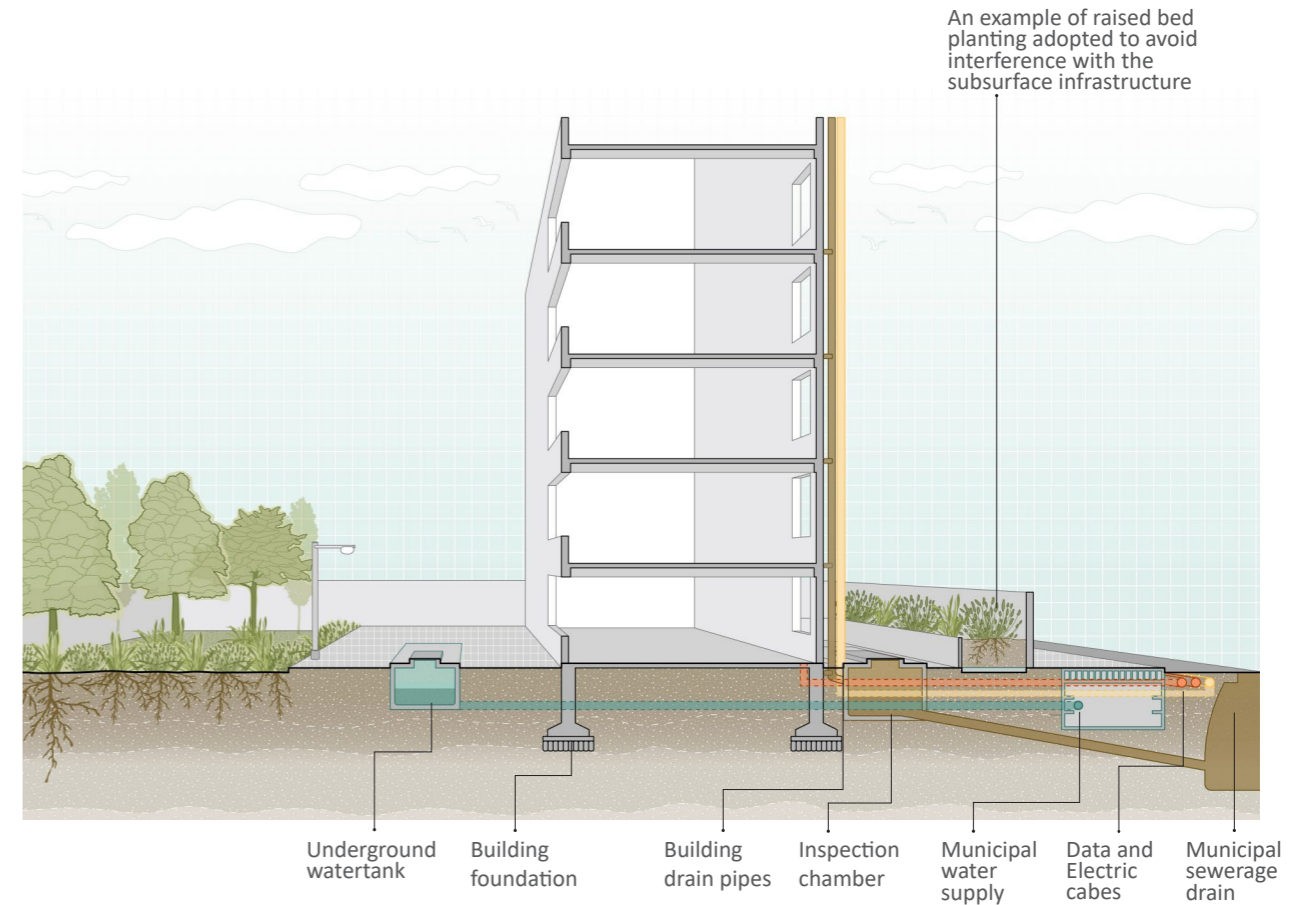 An example of raised bed
planting adopted to avoid
interference with the
subsurface infrastructure
Underground
watertank
Building
foundation
Building
drain pipes
Inspection
chamber
Municipal
water
supply
Data and
Electric
cabes
Municipal
sewerage
drain